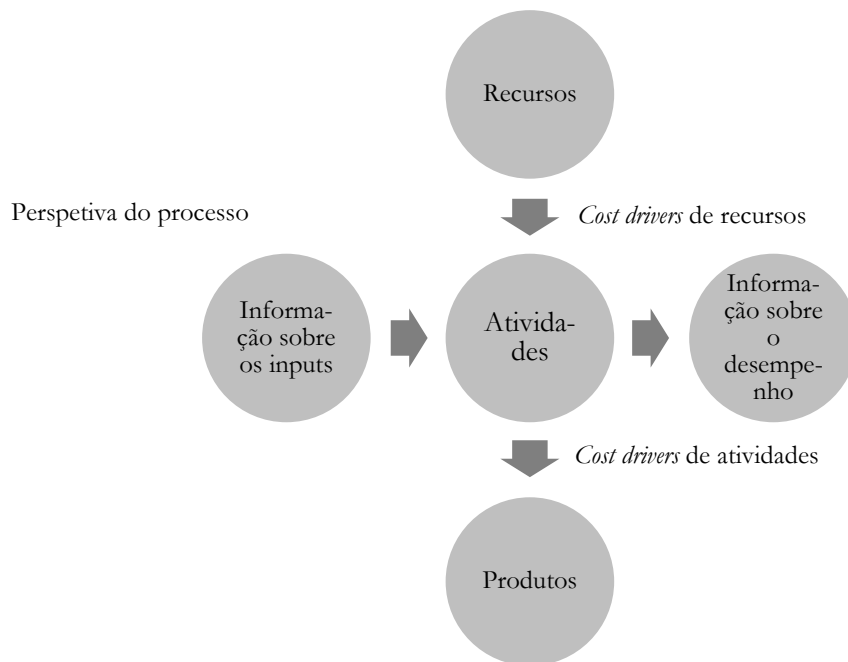 Recursos
Perspetiva do processo
Cost drivers de recursos
Informa-
ção sobre
os inputs
Ativida-
des
Informa-
ção sobre
o
desempe-
nho
Cost drivers de atividades
Produtos